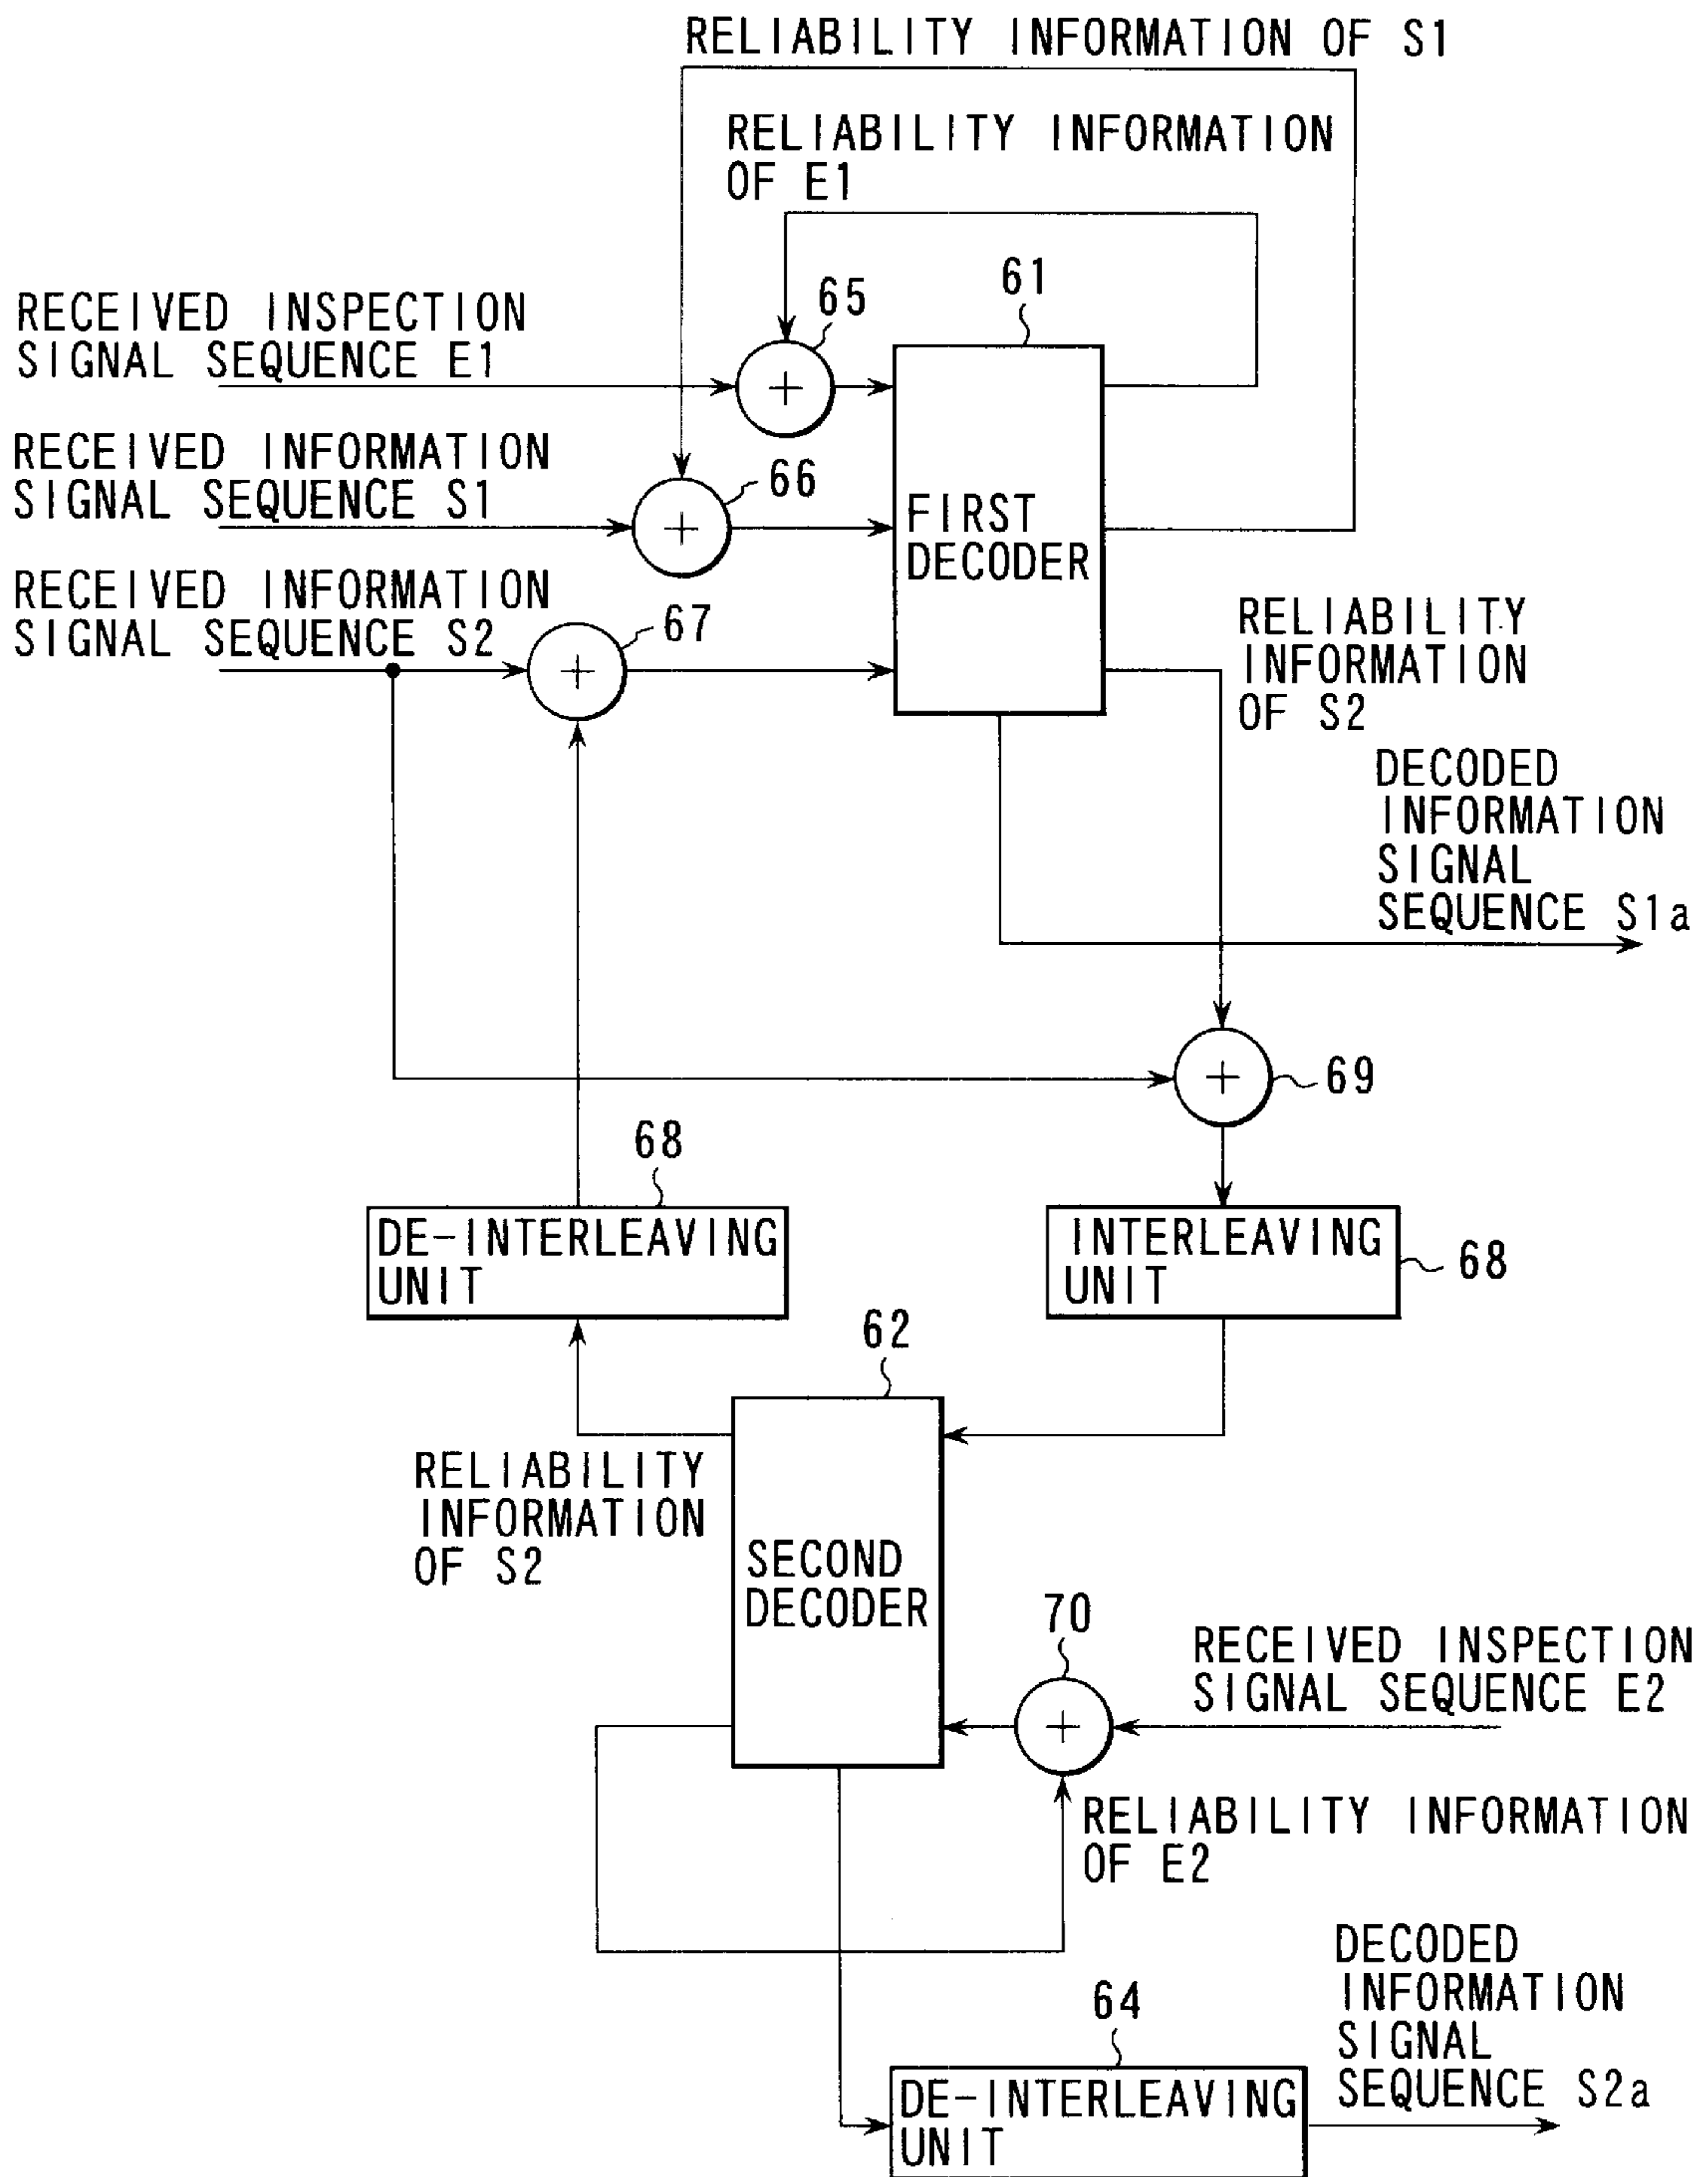 RELIABILITY INFORMATION OF S1
RELIABILITY INFORMATION
OF E1
65
61
RECEIVED INSPECTION
SIGNAL SEQUENCE E1
+
RECEIVED INFORMATION
SIGNAL SEQUENCE S1
66
+
FIRST
DECODER
RECEIVED INFORMATION
SIGNAL SEQUENCE S2
67
+
RELIABILITY
INFORMATION
OF S2
DECODED
INFORMATION
SIGNAL
SEQUENCE S1a
+
69
68
DE-INTERLEAVING
UNIT
INTERLEAVING
UNIT
68
62
RELIABILITY
INFORMATION
OF S2
SECOND
DECODER
70
+
RECEIVED INSPECTION
SIGNAL SEQUENCE E2
RELIABILITY INFORMATION
OF E2
64
DE-INTERLEAVING
UNIT
DECODED
INFORMATION
SIGNAL
SEQUENCE S2a